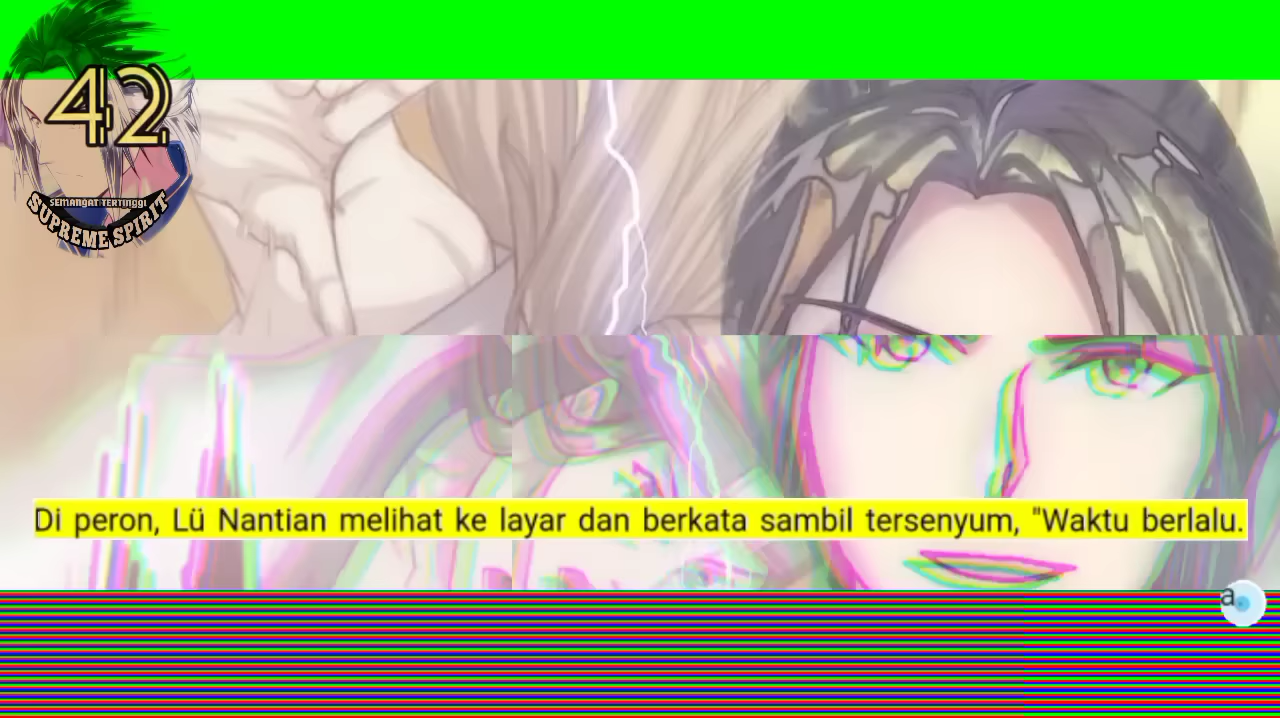 42
SEMANGAT TERTINGGI
SUPREME SPIRIT
Di peron, Lü Nantian melihat ke layar dan berkata sambil tersenyum, "Waktu berlalu.
a